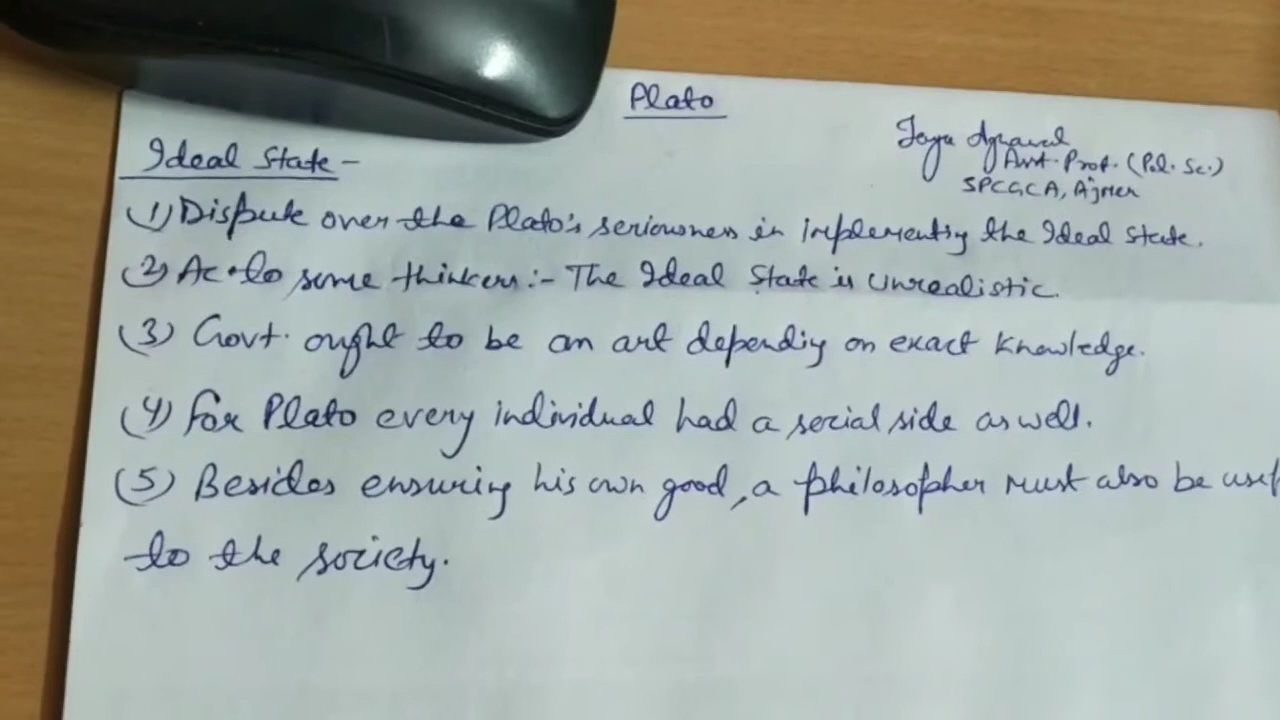 Plato
Jaya Agrawal
Asst. Prof. (Pol. Sc.)
SPCGCA, Ajmer
Ideal State -
(1) Dispute over the Plato's seriousness in implementing the Ideal State.
(2) Ac. to some thinkers:- The Ideal State is Unrealistic.
(3) Govt. ought to be an art depending on exact Knowledge.
(4) For Plato every individual had a social side as well.
(5) Besides ensuring his own good, a philosopher must also be usef
to the society.